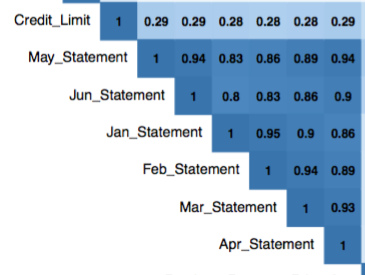 Credit_Limit 1 0.29 0.29 0.28 0.28 0.28 0.29
May_Statement 1 0.94 0.83 0.86 0.89 0.94
Jun_Statement 1 0.8 0.83 0.86 0.9
Jan_Statement 1 0.95 0.9 0.86
Feb_Statement 1 0.94 0.89
Mar_Statement 1 0.93
Apr_Statement 1